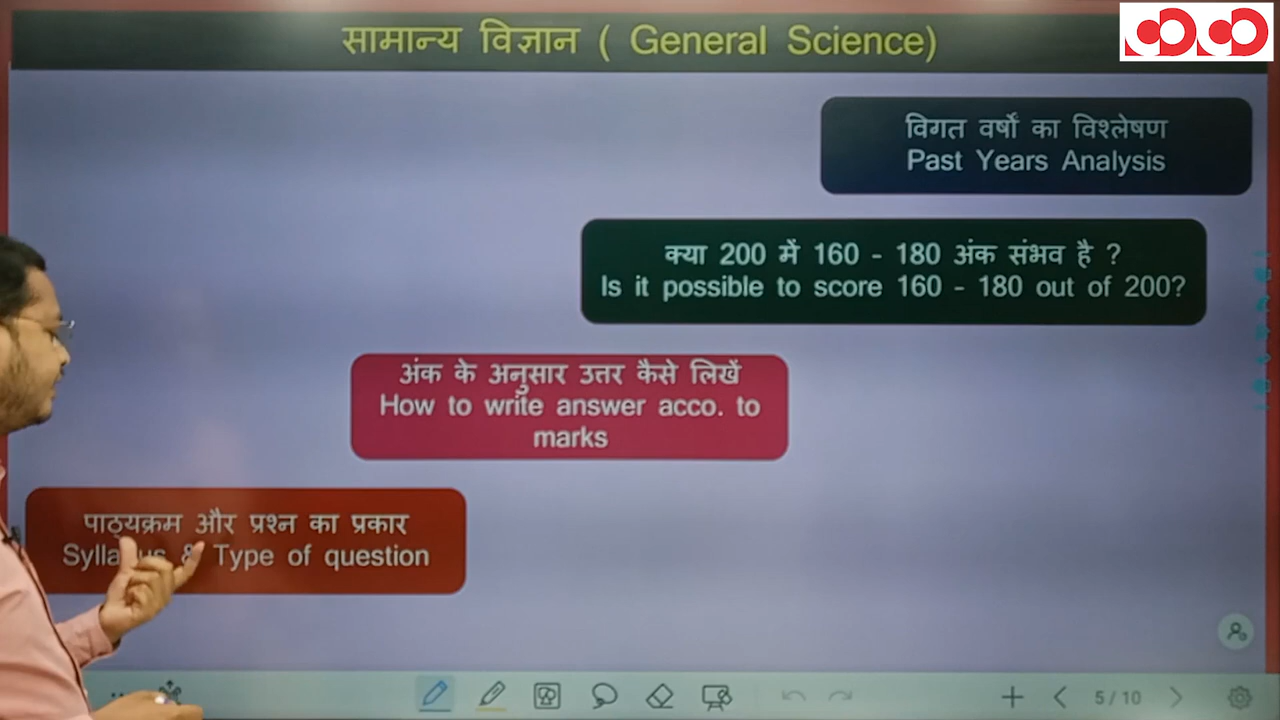 सामान्य विज्ञान ( General Science)
विगत वर्षों का विश्लेषण
Past Years Analysis
क्या 200 में 160 - 180 अंक संभव है ?
Is it possible to score 160 - 180 out of 200?
अंक के अनुसार उत्तर कैसे लिखें
How to write answer acco. to
marks
पाठ्यक्रम और प्रश्न का प्रकार
& Type of question
5 / 10